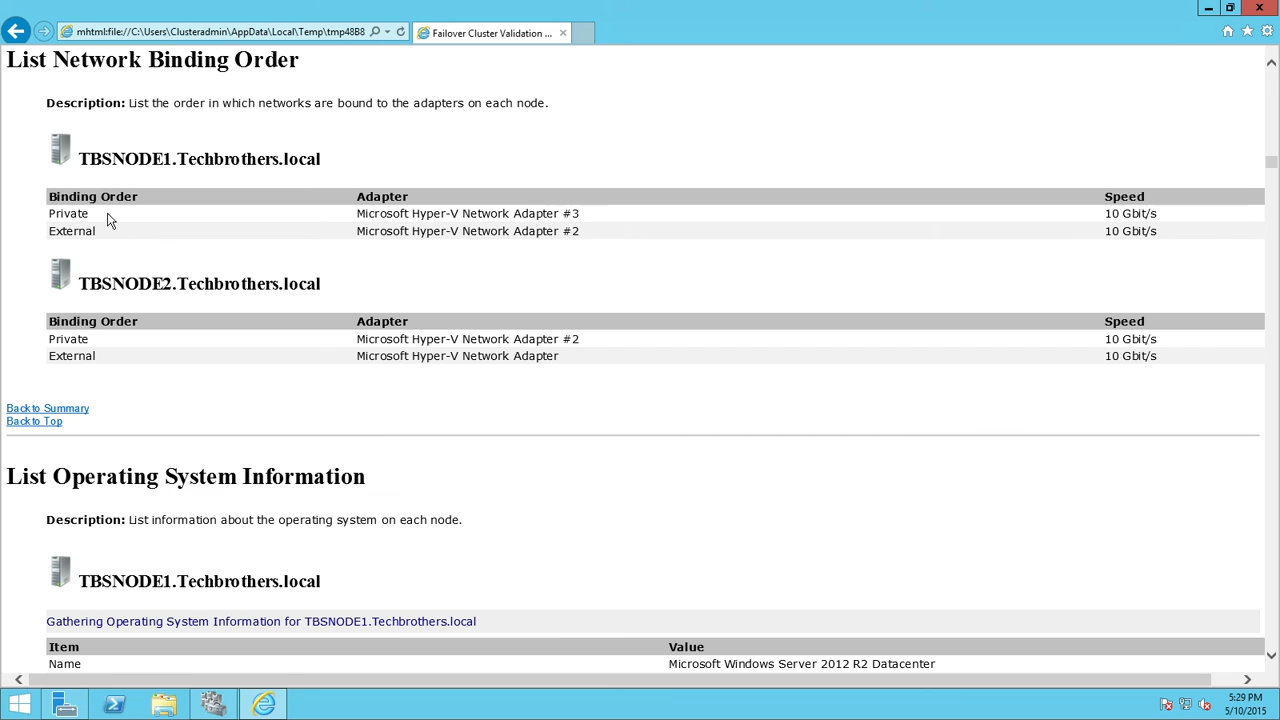 mhtml:file://C:\Users\Clusteradmin\AppData\Local\Temp\tmp48B8
Failover Cluster Validation ...
List Network Binding Order
Description: List the order in which networks are bound to the adapters on each node.
TBSNODE1.Techbrothers.local
Binding Order Adapter Speed
Private Microsoft Hyper-V Network Adapter #3 10 Gbit/s
External Microsoft Hyper-V Network Adapter #2 10 Gbit/s
TBSNODE2.Techbrothers.local
Binding Order Adapter Speed
Private Microsoft Hyper-V Network Adapter #2 10 Gbit/s
External Microsoft Hyper-V Network Adapter 10 Gbit/s
Back to Summary
Back to Top
List Operating System Information
Description: List information about the operating system on each node.
TBSNODE1.Techbrothers.local
Gathering Operating System Information for TBSNODE1.Techbrothers.local
Item Value
Name Microsoft Windows Server 2012 R2 Datacenter
5:29 PM
5/10/2015